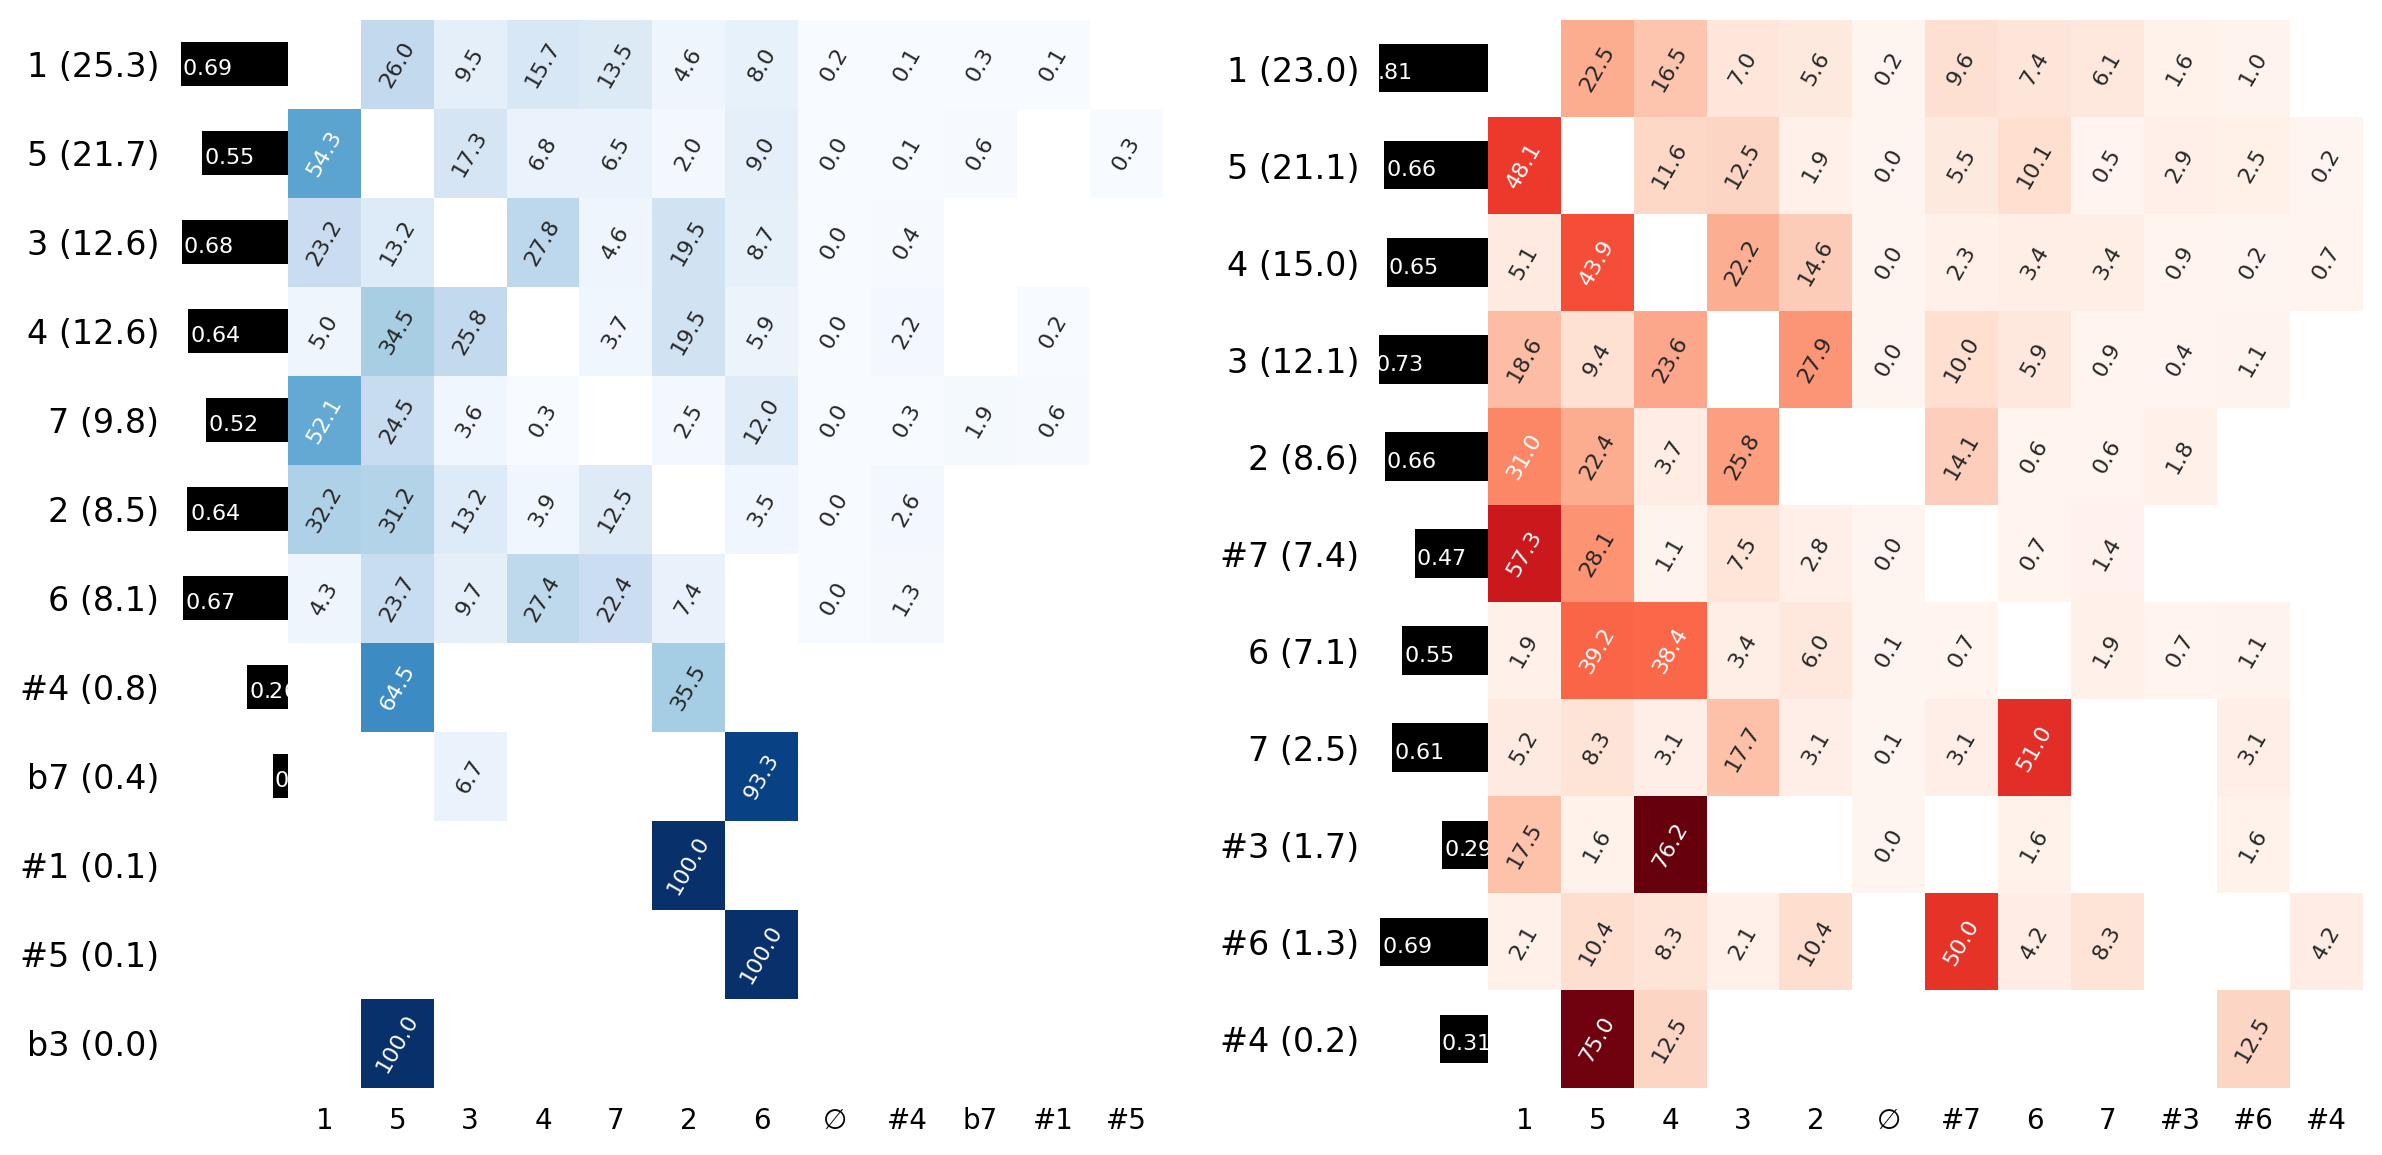 1 (25.3) 0.69 26.0 9.5 15.7 13.5 4.6 8.0 0.2 0.1 0.3 0.1
5 (21.7) 0.55 54.3 17.3 6.8 6.5 2.0 9.0 0.0 0.1 0.6 0.3
3 (12.6) 0.68 23.2 13.2 27.8 4.6 19.5 8.7 0.0 0.4
4 (12.6) 0.64 5.0 34.5 25.8 3.7 19.5 5.9 0.0 2.2 0.2
7 (9.8) 0.52 52.1 24.5 3.6 0.3 2.5 12.0 0.0 0.3 1.9 0.6
2 (8.5) 0.64 32.2 31.2 13.2 3.9 12.5 3.5 0.0 2.6
6 (8.1) 0.67 4.3 23.7 9.7 27.4 22.4 7.4 0.0 1.3
#4 (0.8) 0.26 64.5 35.5
b7 (0.4) 0 6.7 93.3
#1 (0.1) 100.0
#5 (0.1) 100.0
b3 (0.0) 100.0
1 5 3 4 7 2 6 ∅ #4 b7 #1 #5
1 (23.0) .81 22.5 16.5 7.0 5.6 0.2 9.6 7.4 6.1 1.6 1.0
5 (21.1) 0.66 48.1 11.6 12.5 1.9 0.0 5.5 10.1 0.5 2.9 2.5 0.2
4 (15.0) 0.65 5.1 43.9 22.2 14.6 0.0 2.3 3.4 3.4 0.9 0.2 0.7
3 (12.1) 0.73 18.6 9.4 23.6 27.9 0.0 10.0 5.9 0.9 0.4 1.1
2 (8.6) 0.66 31.0 22.4 3.7 25.8 14.1 0.6 0.6 1.8
#7 (7.4) 0.47 57.3 28.1 1.1 7.5 2.8 0.0 0.7 1.4
6 (7.1) 0.55 1.9 39.2 38.4 3.4 6.0 0.1 0.7 1.9 0.7 1.1
7 (2.5) 0.61 5.2 8.3 3.1 17.7 3.1 0.1 3.1 51.0 3.1
#3 (1.7) 0.29 17.5 1.6 76.2 0.0 1.6 1.6
#6 (1.3) 0.69 2.1 10.4 8.3 2.1 10.4 50.0 4.2 8.3 4.2
#4 (0.2) 0.31 75.0 12.5 12.5
1 5 4 3 2 ∅ #7 6 7 #3 #6 #4